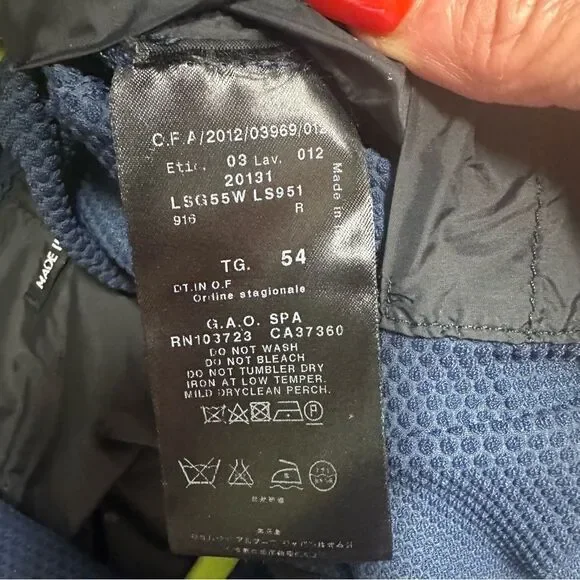 C.F.A/2012/03969/012
Etic. 03 Lav. 012
20131
LSG55W LS951
916 R
Made in
TG. 54
DT.IN O.F
Ordine stagionale
G.A.O. SPA
RN103723 CA37360
DO NOT WASH
DO NOT BLEACH
DO NOT TUMBLER DRY
IRON AT LOW TEMPER.
MILD DRYCLEAN PERCH.
P
MADE